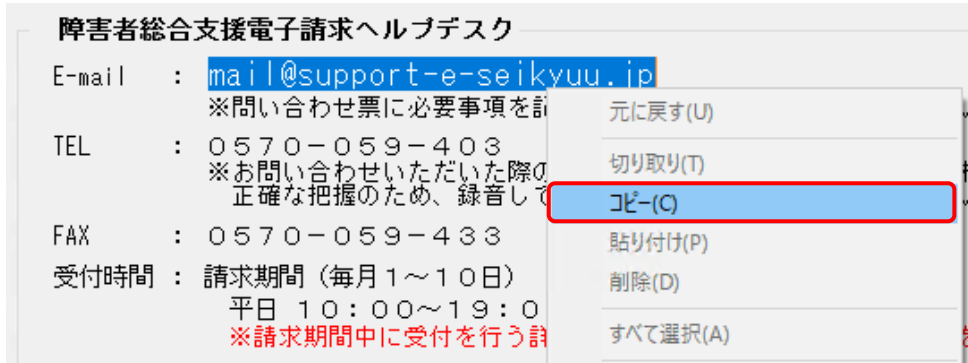 障害者総合支援電子請求ヘルプデスク
E-mail : mail@support-e-seikyuu.jp
※問い合わせ票に必要事項を記
TEL : 0570-059-403
※お問い合わせいただいた際の
正確な把握のため、録音して
FAX : 0570-059-433
受付時間 : 請求期間（毎月1～10日）
平日 10:00～19:0
※請求期間中に受付を行う詳
元に戻す(U)
切り取り(T)
コピー(C)
貼り付け(P)
削除(D)
すべて選択(A)